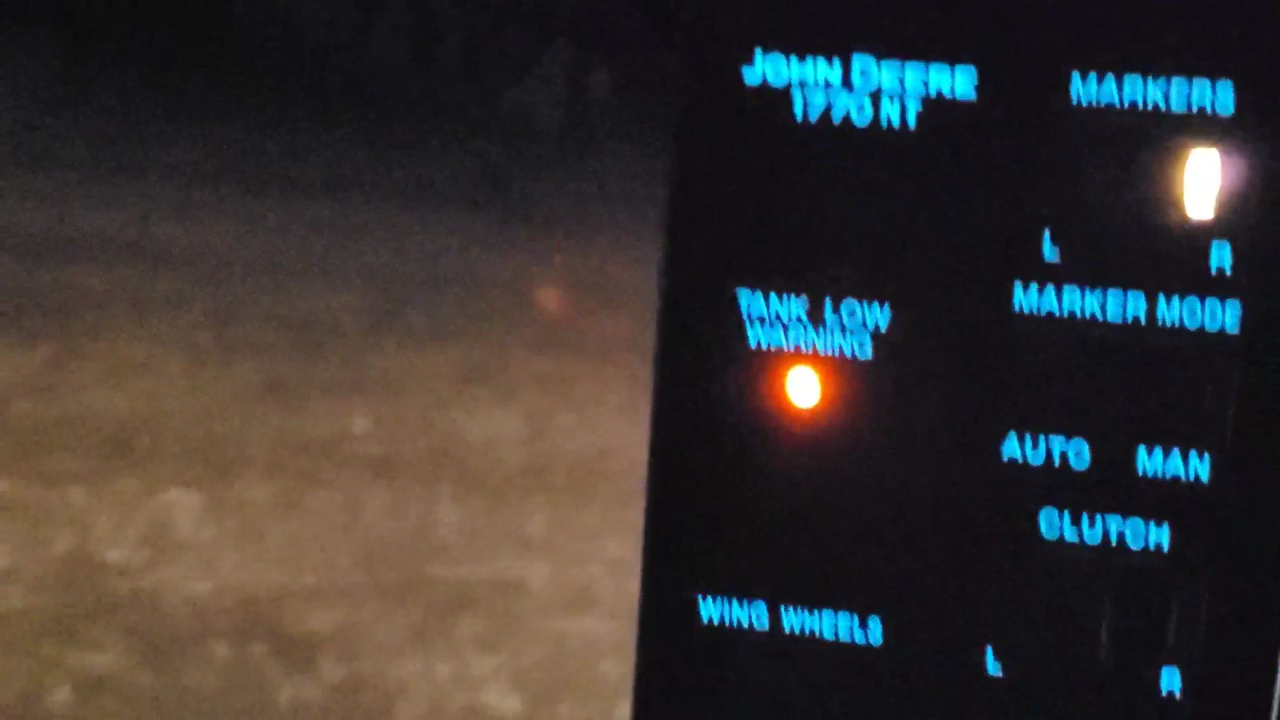 JOHN DEERE
1770 NT
MARKERS
L R
MARKER MODE
TANK LOW
WARNING
AUTO MAN
CLUTCH
WING WHEELS
L R